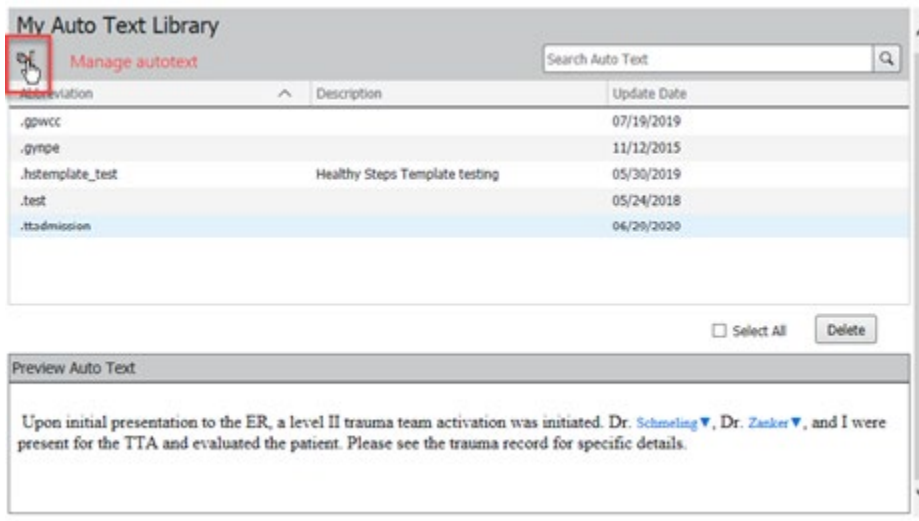 My Auto Text Library
Manage autotext
Search Auto Text
Abbreviation Description Update Date
.gpwcc 07/19/2019
.gynpe 11/12/2015
.hstemplate_test Healthy Steps Template testing 05/30/2019
.test 05/24/2018
.ttadmission 06/29/2020
Select All Delete
Preview Auto Text
Upon initial presentation to the ER, a level II trauma team activation was initiated. Dr. Schmeling▼, Dr. Zanker▼, and I were
present for the TTA and evaluated the patient. Please see the trauma record for specific details.